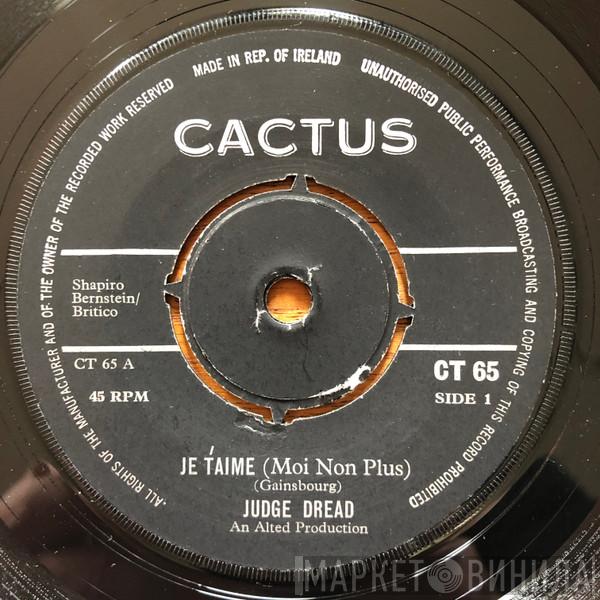 ALL RIGHTS OF THE MANUFACTURER AND OF THE OWNER OF THE RECORDED WORK RESERVED
MADE IN REP. OF IRELAND
UNAUTHORISED PUBLIC PERFORMANCE BROADCASTING AND COPYING OF THIS RECORD PROHIBITED
CACTUS
Shapiro
Bernstein/
Britico
CT 65 A
45 RPM
CT 65
SIDE 1
JE T́AIME (Moi Non Plus)
(Gainsbourg)
JUDGE DREAD
An Alted Production
МАРКЕТ ВИНИЛА